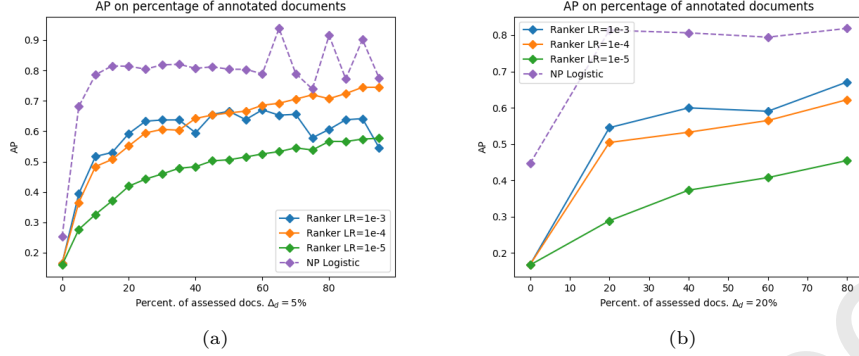 AP on percentage of annotated documents
0.9
0.8
0.7
0.6
0.5
0.4
0.3
0.2
AP
Ranker LR=1e-3
Ranker LR=1e-4
Ranker LR=1e-5
NP Logistic
0 20 40 60 80
Percent. of assessed docs. Δd = 5%
(a)
AP on percentage of annotated documents
Ranker LR=1e-3
Ranker LR=1e-4
Ranker LR=1e-5
NP Logistic
0.8
0.7
0.6
0.5
0.4
0.3
0.2
AP
0 10 20 30 40 50 60 70 80
Percent. of assessed docs. Δd = 20%
(b)